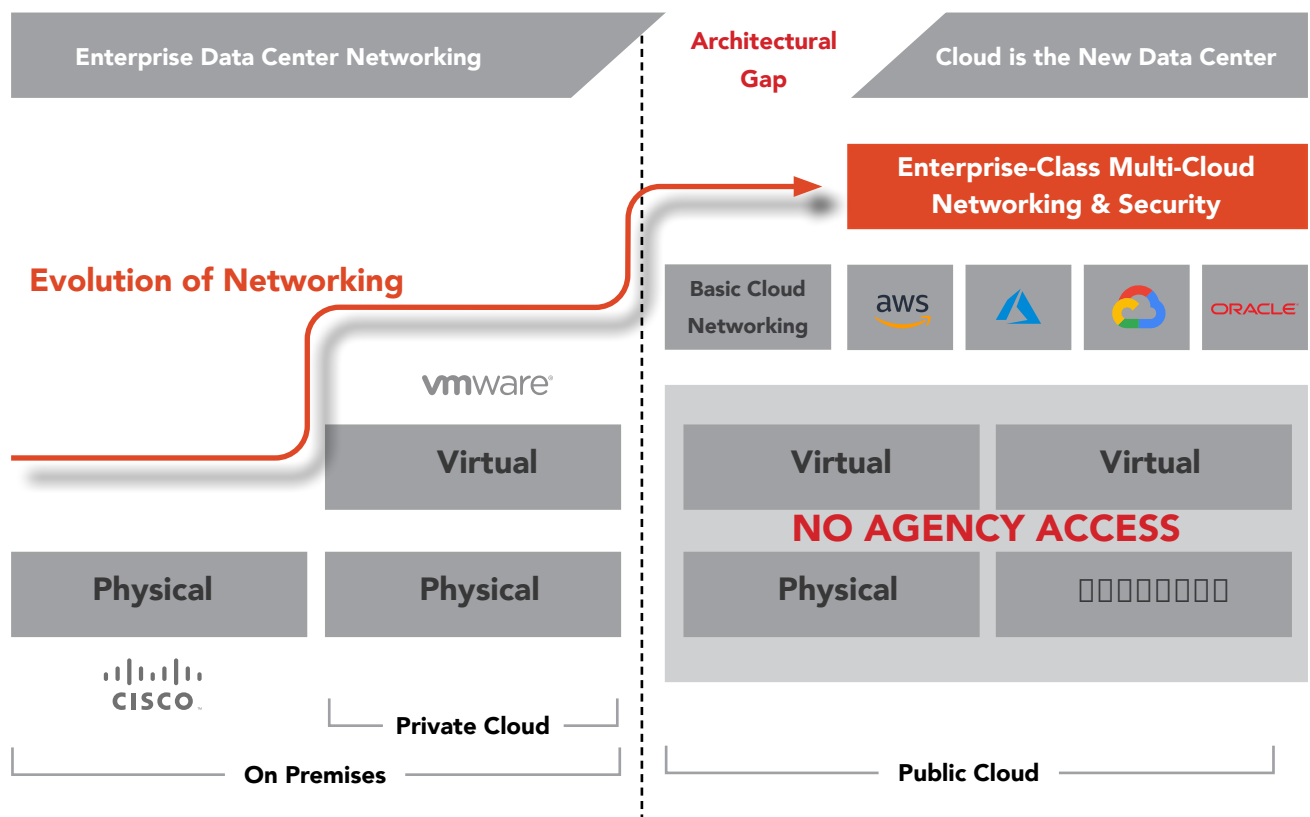 Enterprise Data Center Networking
Architectural
Gap
Cloud is the New Data Center
Enterprise-Class Multi-Cloud
Networking & Security
Evolution of Networking
Basic Cloud
Networking
aws
ORACLE
vmware®
Virtual
Virtual
Virtual
NO AGENCY ACCESS
Physical
Physical
Physical
CISCO
Private Cloud
On Premises
Public Cloud